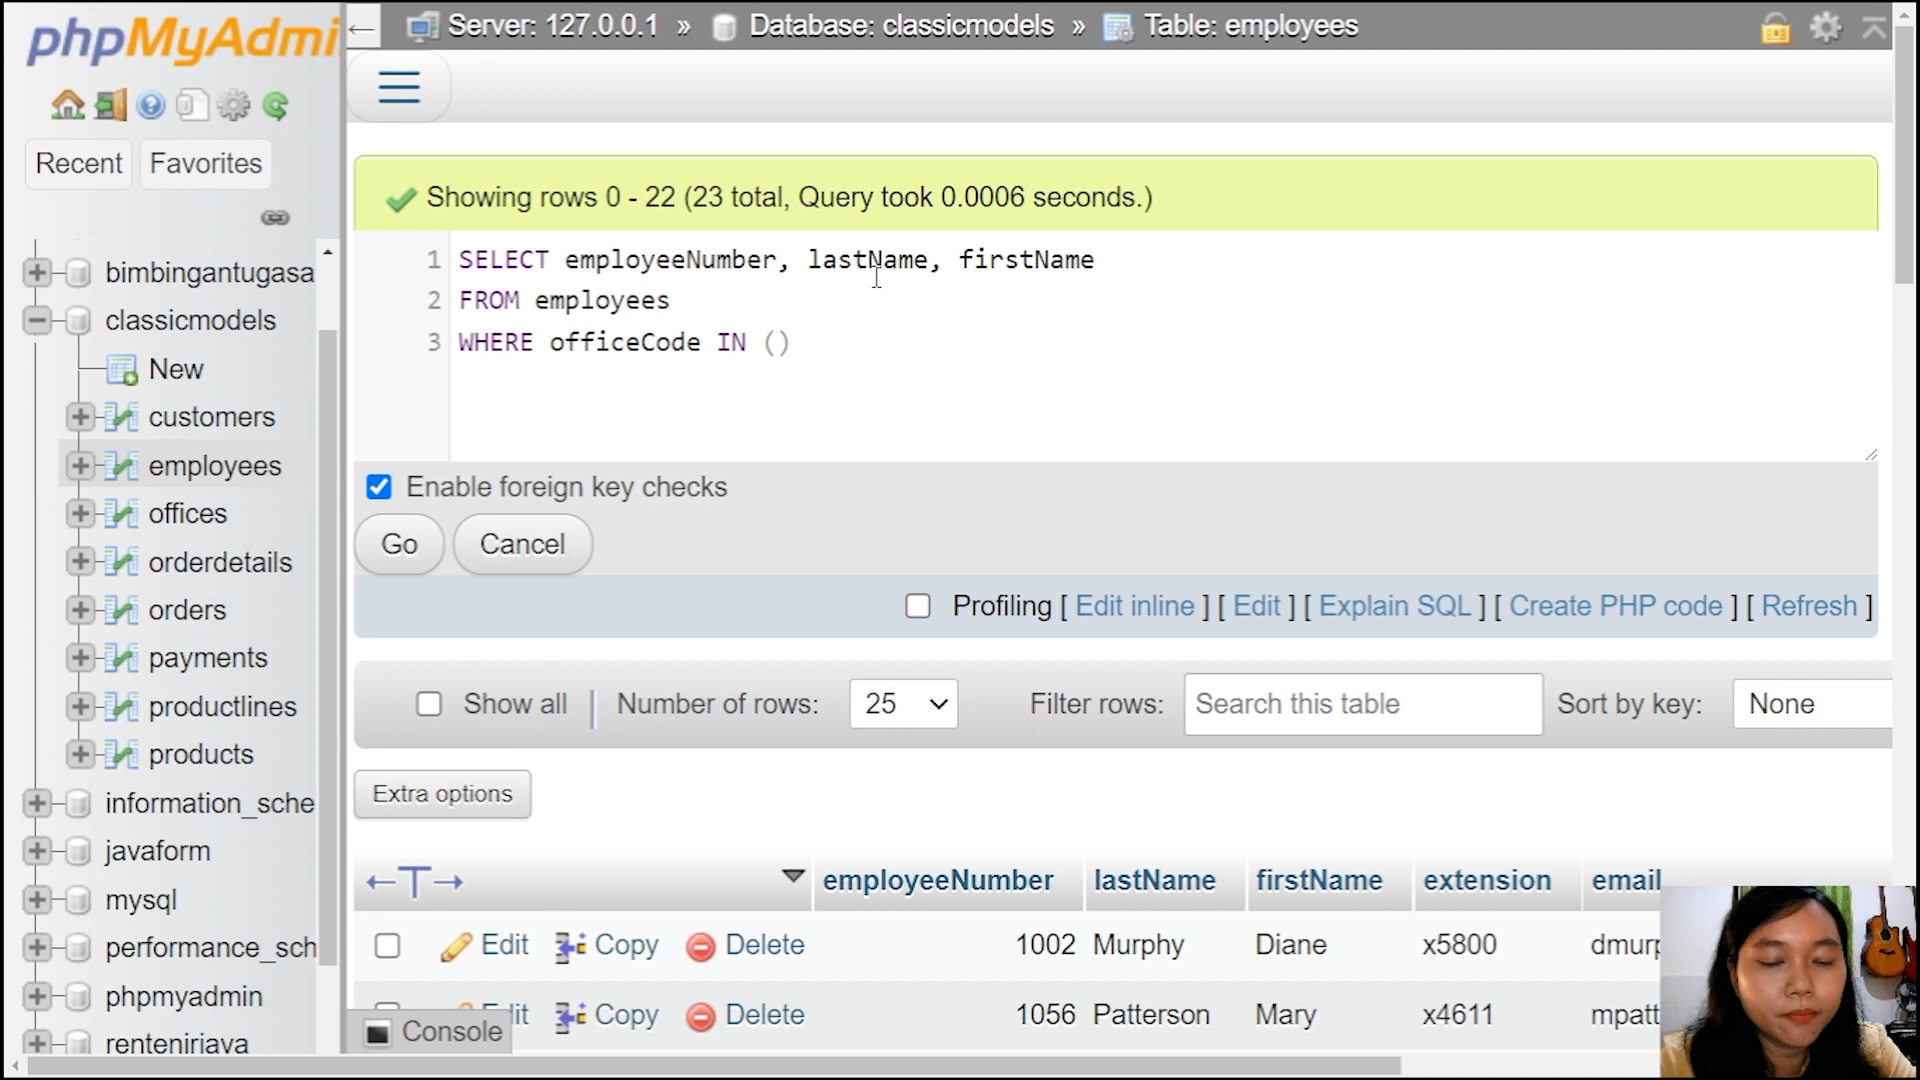 phpMyAdmi
Server: 127.0.0.1 » Database: classicmodels » Table: employees
Recent Favorites
bimbingantugasa
classicmodels
New
customers
employees
offices
orderdetails
orders
payments
productlines
products
information_sche
javaform
mysql
performance_sch
phpmyadmin
rentenirjava
Showing rows 0 - 22 (23 total, Query took 0.0006 seconds.)
1 SELECT employeeNumber, lastName, firstName
2 FROM employees
3 WHERE officeCode IN ()
Enable foreign key checks
Go Cancel
Profiling [ Edit inline ] [ Edit ] [ Explain SQL ] [ Create PHP code ] [ Refresh ]
Show all | Number of rows: 25 Filter rows: Search this table Sort by key: None
Extra options
employeeNumber lastName firstName extension email
Edit Copy Delete 1002 Murphy Diane x5800 dmurp
Edit Copy Delete 1056 Patterson Mary x4611 mpatt
Console